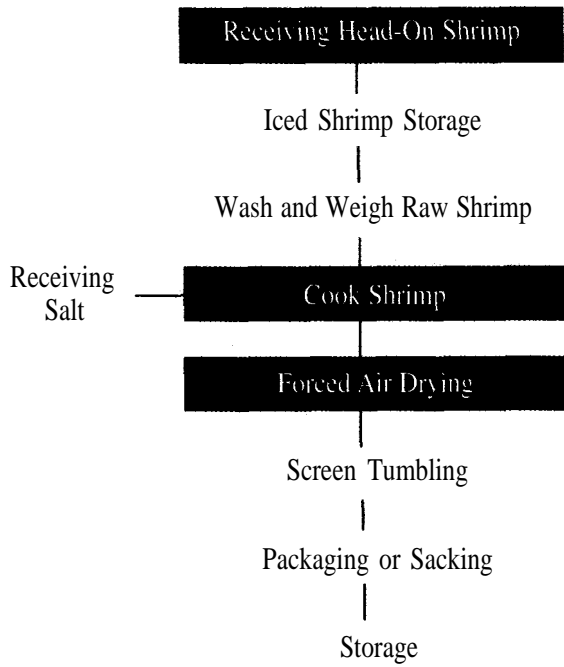 Receiving Head-On Shrimp
Iced Shrimp Storage
Wash and Weigh Raw Shrimp
Receiving
Salt
Cook Shrimp
Forced Air Drying
Screen Tumbling
Packaging or Sacking
Storage